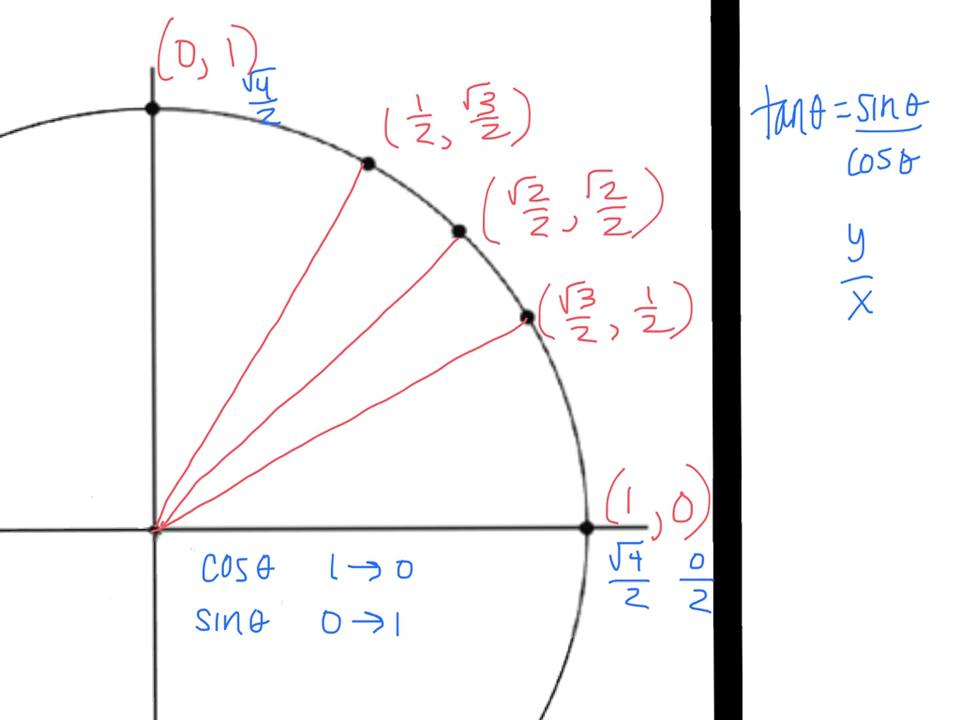 (0, 1)
√4/2
(1/2, √3/2)
(√2/2, √2/2)
(√3/2, 1/2)
(1, 0)
√4/2 0/2
cosθ 1→0
sinθ 0→1
tanθ = sinθ/cosθ
y/x